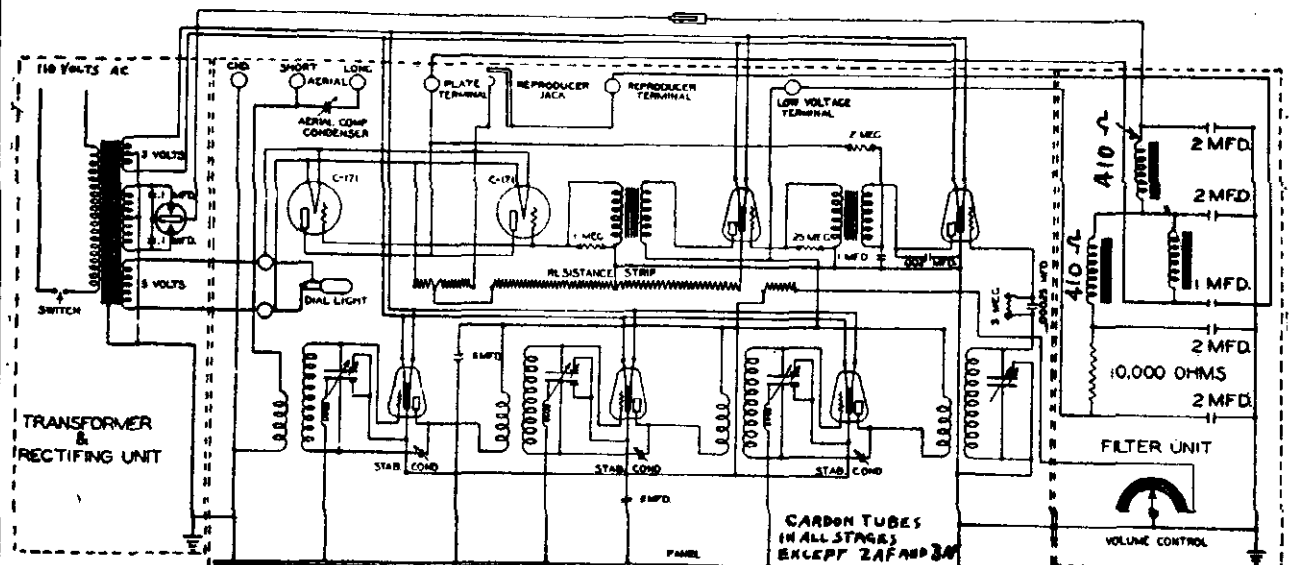 110 VOLTS AC
GND.
SHORT
AERIAL
LONG
AERIAL COMP
CONDENSER
PLATE
TERMINAL
REPRODUCER
JACK
REPRODUCER
TERMINAL
LOW VOLTAGE
TERMINAL
3 VOLTS
.1 MFD.
.1 MFD.
5 VOLTS
SWITCH
DIAL LIGHT
C-171
C-171
.1 MEG
RESISTANCE STRIP
.25 MEG
2 MEG
1 MFD
.00025 MFD
3 MEG
410 Ω
410 Ω
2 MFD.
2 MFD.
1 MFD.
2 MFD.
10,000 OHMS
2 MFD.
FILTER UNIT
VOLUME CONTROL
TRANSFORMER
&
RECTIFING UNIT
STAB. COND
STAB. COND
STAB. COND
PANEL
CARDON TUBES
IN ALL STAGES
EXCEPT 2AF AND